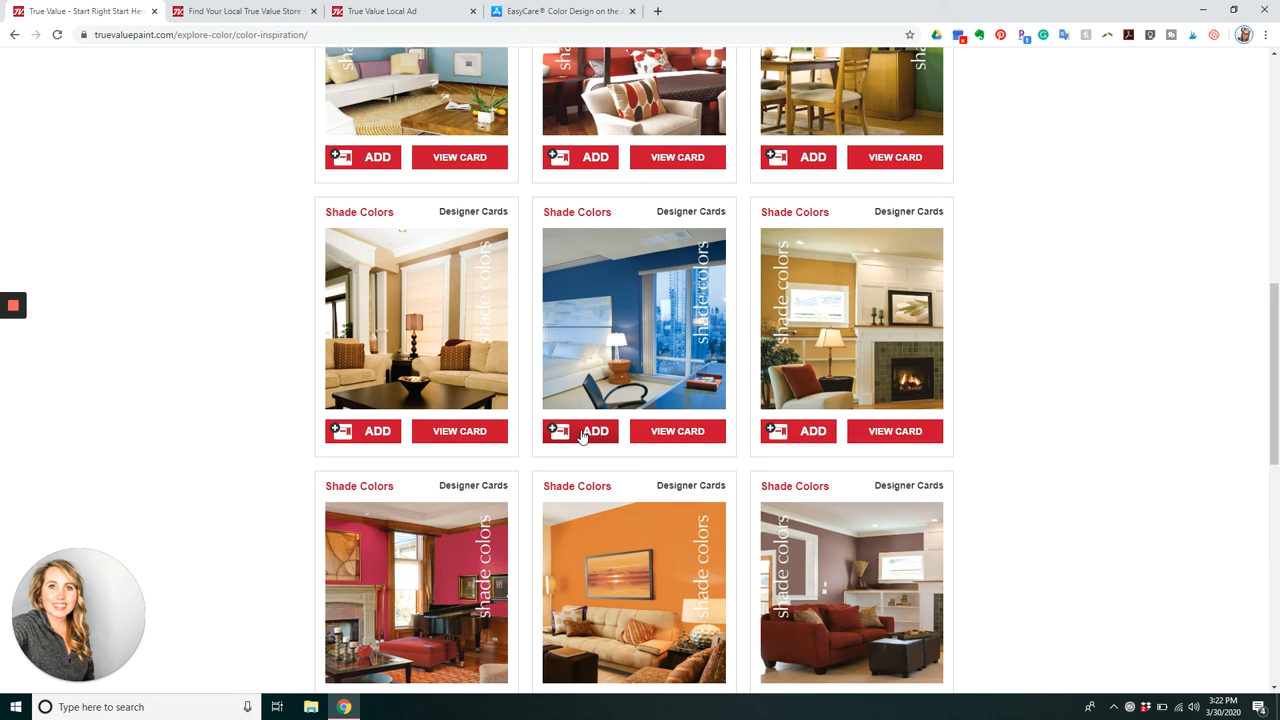 True Value - Start Right Start He
Find Your Local True Value Store
True Value Local Ad
EasyCare® Color Design on the
truevaluepaint.com/explore-color/color-inspiration/
shade
shade
shade
ADD VIEW CARD ADD VIEW CARD ADD VIEW CARD
Shade Colors Designer Cards Shade Colors Designer Cards Shade Colors Designer Cards
shade colors
shade colors
shade colors
ADD VIEW CARD ADD VIEW CARD ADD VIEW CARD
Shade Colors Designer Cards Shade Colors Designer Cards Shade Colors Designer Cards
shade colors
shade colors
shade colors
Type here to search
3:22 PM
3/30/2020